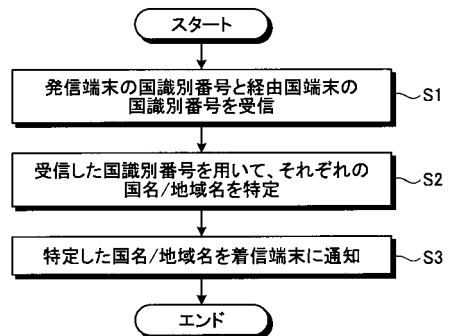 スタート
発信端末の国識別番号と経由国端末の
国識別番号を受信
S1
受信した国識別番号を用いて、それぞれの
国名/地域名を特定
S2
特定した国名/地域名を着信端末に通知
S3
エンド